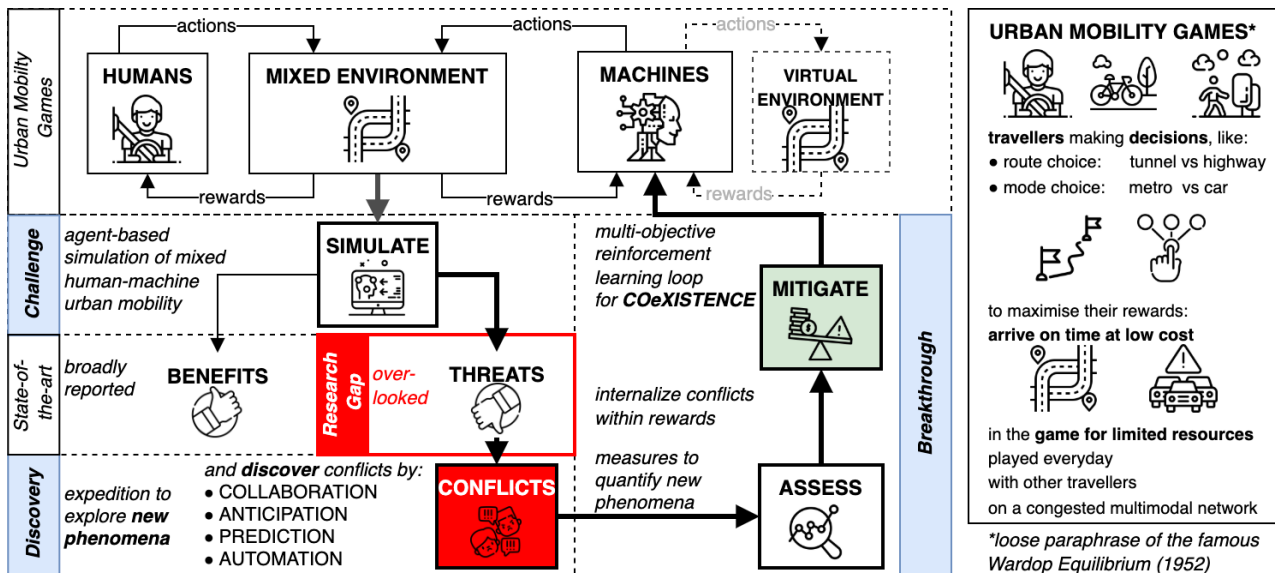 Urban Mobilty
Games
actions
actions
actions
HUMANS
MIXED ENVIRONMENT
MACHINES
VIRTUAL
ENVIRONMENT
rewards
rewards
rewards
Challenge
agent-based
simulation of mixed
human-machine
urban mobility
SIMULATE
multi-objective
reinforcement
learning loop
for COeXISTENCE
MITIGATE
State-of-
the-art
broadly
reported
BENEFITS
Research
Gap
over-
looked
THREATS
internalize conflicts
within rewards
Breakthrough
Discovery
expedition to
explore new
phenomena
and discover conflicts by:
● COLLABORATION
● ANTICIPATION
● PREDICTION
● AUTOMATION
CONFLICTS
measures to
quantify new
phenomena
ASSESS
URBAN MOBILITY GAMES*
travellers making decisions, like:
● route choice: tunnel vs highway
● mode choice: metro vs car
to maximise their rewards:
arrive on time at low cost
in the game for limited resources
played everyday
with other travellers
on a congested multimodal network
*loose paraphrase of the famous
Wardop Equilibrium (1952)